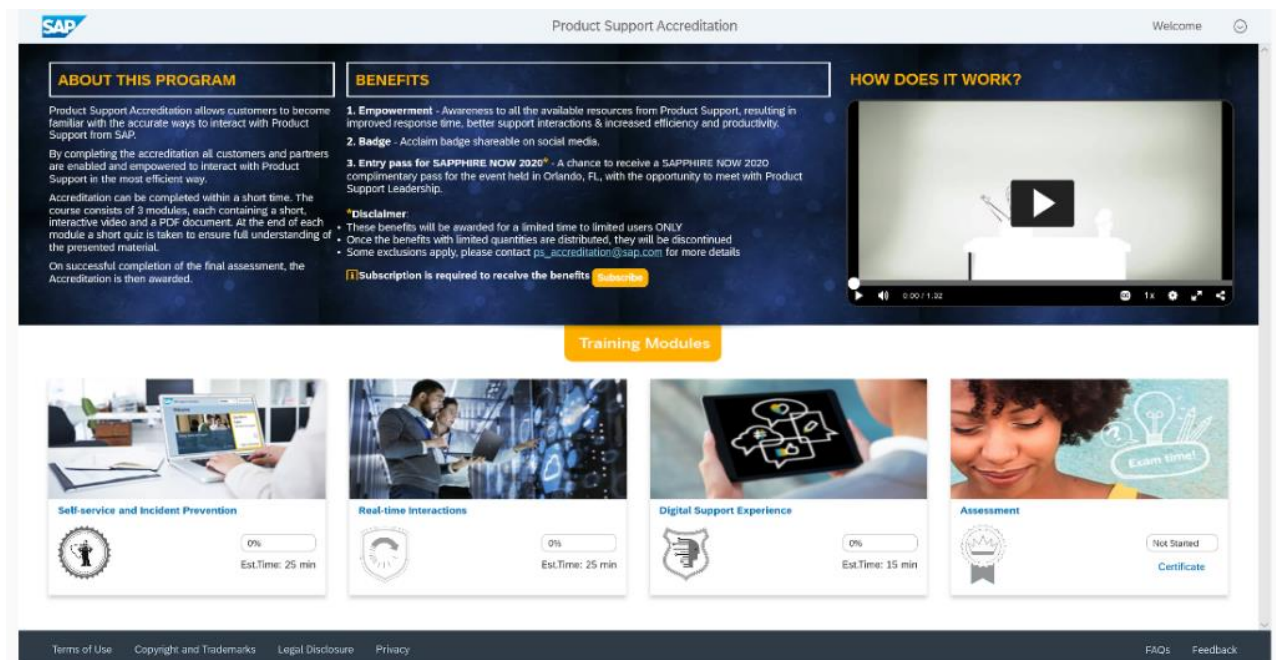 SAP
Product Support Accreditation
Welcome
ABOUT THIS PROGRAM
Product Support Accreditation allows customers to become
familiar with the accurate ways to interact with Product
Support from SAP.
By completing the accreditation all customers and partners
are enabled and empowered to interact with Product
Support in the most efficient way.
Accreditation can be completed within a short time. The
course consists of 3 modules, each containing a short,
interactive video and a PDF document. At the end of each
module a short quiz is taken to ensure full understanding of
the presented material.
On successful completion of the final assessment, the
Accreditation is then awarded.
BENEFITS
1. Empowerment - Awareness to all the available resources from Product Support, resulting in
improved response time, better support interactions & increased efficiency and productivity.
2. Badge - Acclaim badge shareable on social media.
3. Entry pass for SAPPHIRE NOW 2020* - A chance to receive a SAPPHIRE NOW 2020
complimentary pass for the event held in Orlando, FL, with the opportunity to meet with Product
Support Leadership.
*Disclaimer:
• These benefits will be awarded for a limited time to limited users ONLY
• Once the benefits with limited quantities are distributed, they will be discontinued
• Some exclusions apply, please contact ps_accreditation@sap.com for more details
Subscription is required to receive the benefits Subscribe
HOW DOES IT WORK?
0:00 / 1:32
1x
Training Modules
Self-service and Incident Prevention
0%
Est.Time: 25 min
Real-time Interactions
0%
Est.Time: 25 min
Digital Support Experience
0%
Est.Time: 15 min
Exam time!
Assessment
Not Started
Certificate
Terms of Use Copyright and Trademarks Legal Disclosure Privacy FAQs Feedback